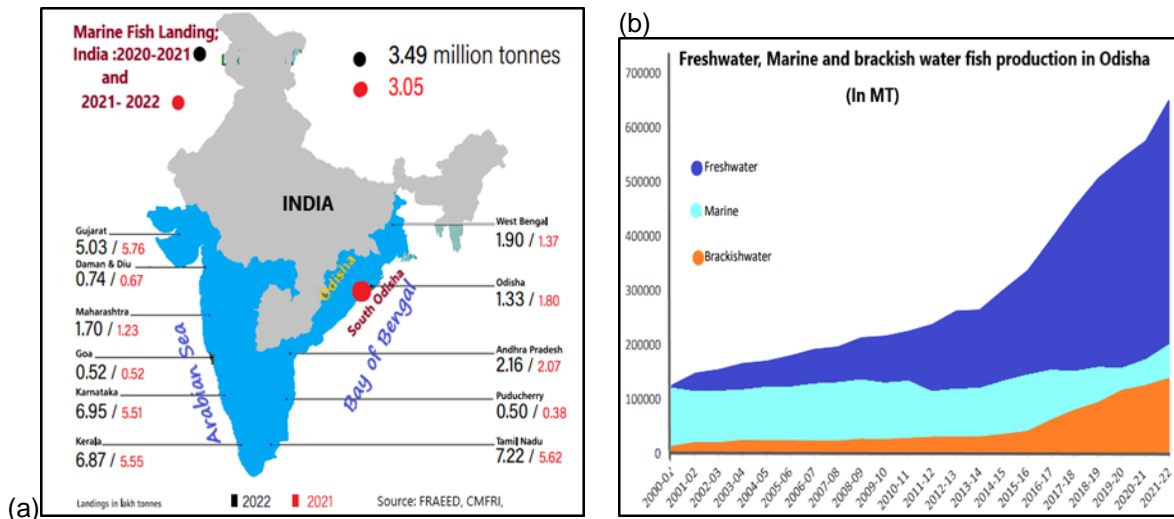 (a)
Marine Fish Landing;
India :2020-2021
and
2021- 2022
3.49 million tonnes
3.05
INDIA
Gujarat
5.03 / 5.76
Daman & Diu
0.74 / 0.67
Maharashtra
1.70 / 1.23
Goa
0.52 / 0.52
Karnataka
6.95 / 5.51
Kerala
6.87 / 5.55
Arabian Sea
Odisha
South Odisha
Bay of Bengal
West Bengal
1.90 / 1.37
Odisha
1.33 / 1.80
Andhra Pradesh
2.16 / 2.07
Puducherry
0.50 / 0.38
Tamil Nadu
7.22 / 5.62
Landings in lakh tonnes
2022
2021
Source: FRAEED, CMFRI,
(b)
Freshwater, Marine and brackish water fish production in Odisha
(In MT)
Freshwater
Marine
Brackishwater
700000
600000
500000
400000
300000
200000
100000
0
2000-01
2001-02
2002-03
2003-04
2004-05
2005-06
2006-07
2007-08
2008-09
2009-10
2010-11
2011-12
2012-13
2013-14
2014-15
2015-16
2016-17
2017-18
2018-19
2019-20
2020-21
2021-22